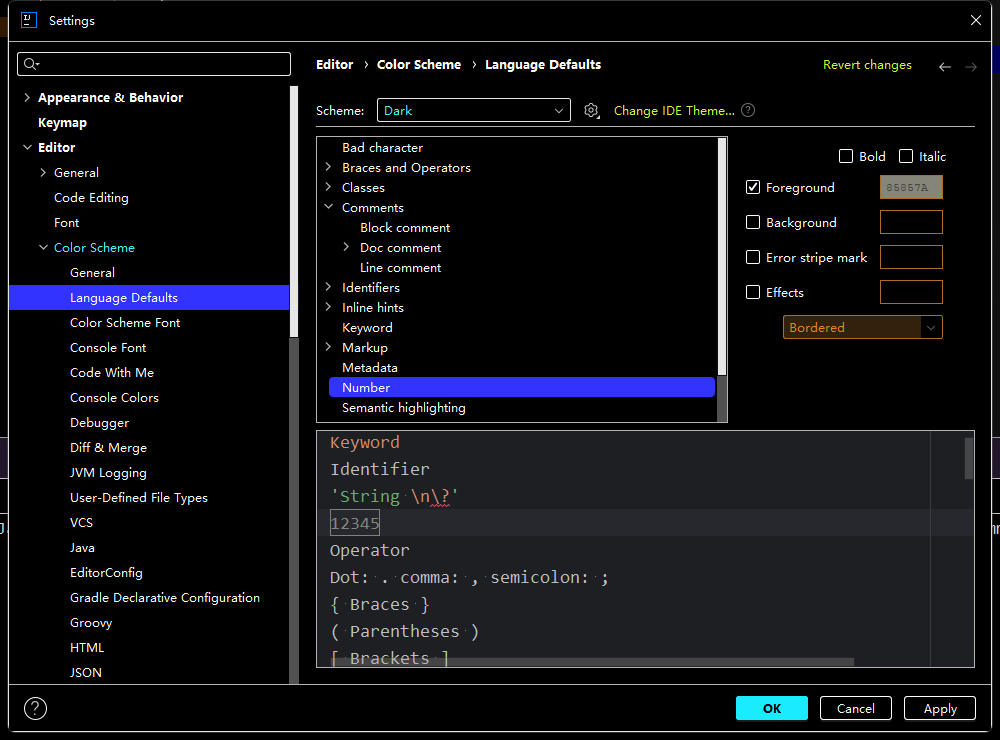 Settings
Editor › Color Scheme › Language Defaults
Revert changes
Appearance & Behavior
Keymap
Editor
General
Code Editing
Font
Color Scheme
General
Language Defaults
Color Scheme Font
Console Font
Code With Me
Console Colors
Debugger
Diff & Merge
JVM Logging
User-Defined File Types
VCS
Java
EditorConfig
Gradle Declarative Configuration
Groovy
HTML
JSON
Scheme:
Dark
Change IDE Theme...
Bad character
Braces and Operators
Classes
Comments
Block comment
Doc comment
Line comment
Identifiers
Inline hints
Keyword
Markup
Metadata
Number
Semantic highlighting
Bold
Italic
Foreground
85857A
Background
Error stripe mark
Effects
Bordered
Keyword
Identifier
'String \n\?'
12345
Operator
Dot: . comma: , semicolon: ;
{ Braces }
( Parentheses )
[ Brackets ]
OK
Cancel
Apply